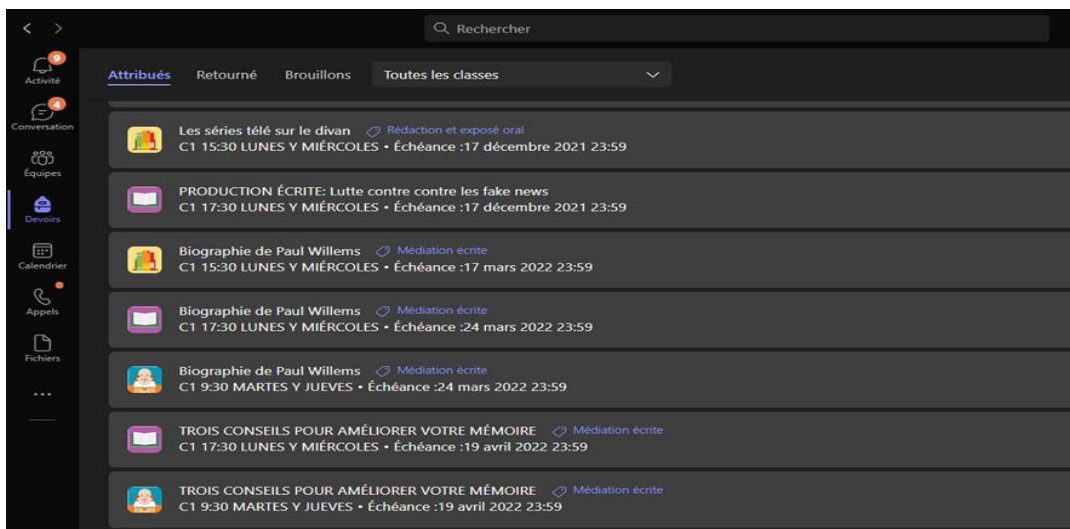 Rechercher
9
Activité
4
Conversation
Équipes
Devoirs
Calendrier
Appels
Fichiers
Attribués Retourné Brouillons Toutes les classes
Les séries télé sur le divan Rédaction et exposé oral
C1 15:30 LUNES Y MIÉRCOLES • Échéance :17 décembre 2021 23:59
PRODUCTION ÉCRITE: Lutte contre contre les fake news
C1 17:30 LUNES Y MIÉRCOLES • Échéance :17 décembre 2021 23:59
Biographie de Paul Willems Médiation écrite
C1 15:30 LUNES Y MIÉRCOLES • Échéance :17 mars 2022 23:59
Biographie de Paul Willems Médiation écrite
C1 17:30 LUNES Y MIÉRCOLES • Échéance :24 mars 2022 23:59
Biographie de Paul Willems Médiation écrite
C1 9:30 MARTES Y JUEVES • Échéance :24 mars 2022 23:59
TROIS CONSEILS POUR AMÉLIORER VOTRE MÉMOIRE Médiation écrite
C1 17:30 LUNES Y MIÉRCOLES • Échéance :19 avril 2022 23:59
TROIS CONSEILS POUR AMÉLIORER VOTRE MÉMOIRE Médiation écrite
C1 9:30 MARTES Y JUEVES • Échéance :19 avril 2022 23:59